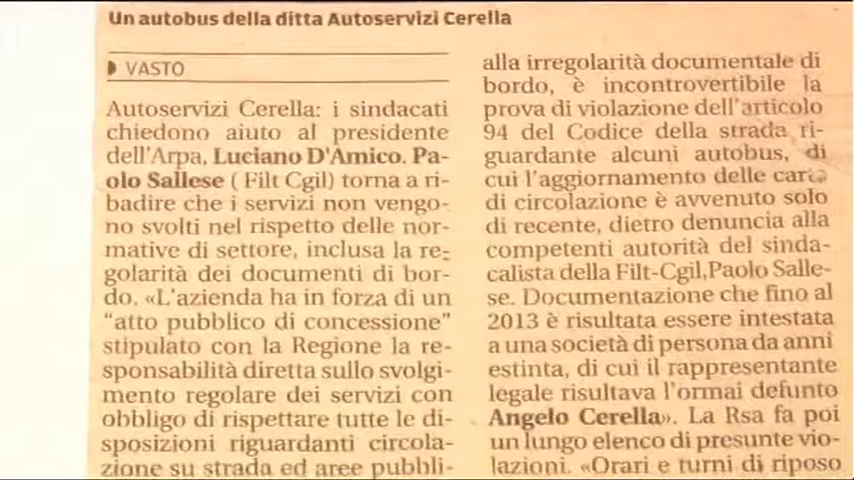 Un autobus della ditta Autoservizi Cerella
VASTO
Autoservizi Cerella: i sindacati
chiedono aiuto al presidente
dell'Arpa, Luciano D'Amico. Pa-
olo Sallese ( Filt Cgil) torna a ri-
badire che i servizi non vengo-
no svolti nel rispetto delle nor-
mative di settore, inclusa la re-
golarità dei documenti di bor-
do. «L'azienda ha in forza di un
"atto pubblico di concessione"
stipulato con la Regione la re-
sponsabilità diretta sullo svolgi-
mento regolare dei servizi con
obbligo di rispettare tutte le di-
sposizioni riguardanti circola-
zione su strada ed aree pubbli-
alla irregolarità documentale di
bordo, è incontrovertibile la
prova di violazione dell'articolo
94 del Codice della strada ri-
guardante alcuni autobus, di
cui l'aggiornamento delle carte
di circolazione è avvenuto solo
di recente, dietro denuncia alla
competenti autorità del sinda-
calista della Filt-Cgil,Paolo Salle-
se. Documentazione che fino al
2013 è risultata essere intestata
a una società di persona da anni
estinta, di cui il rappresentante
legale risultava l'ormai defunto
Angelo Cerella». La Rsa fa poi
un lungo elenco di presunte vio-
lazioni. «Orari e turni di riposo